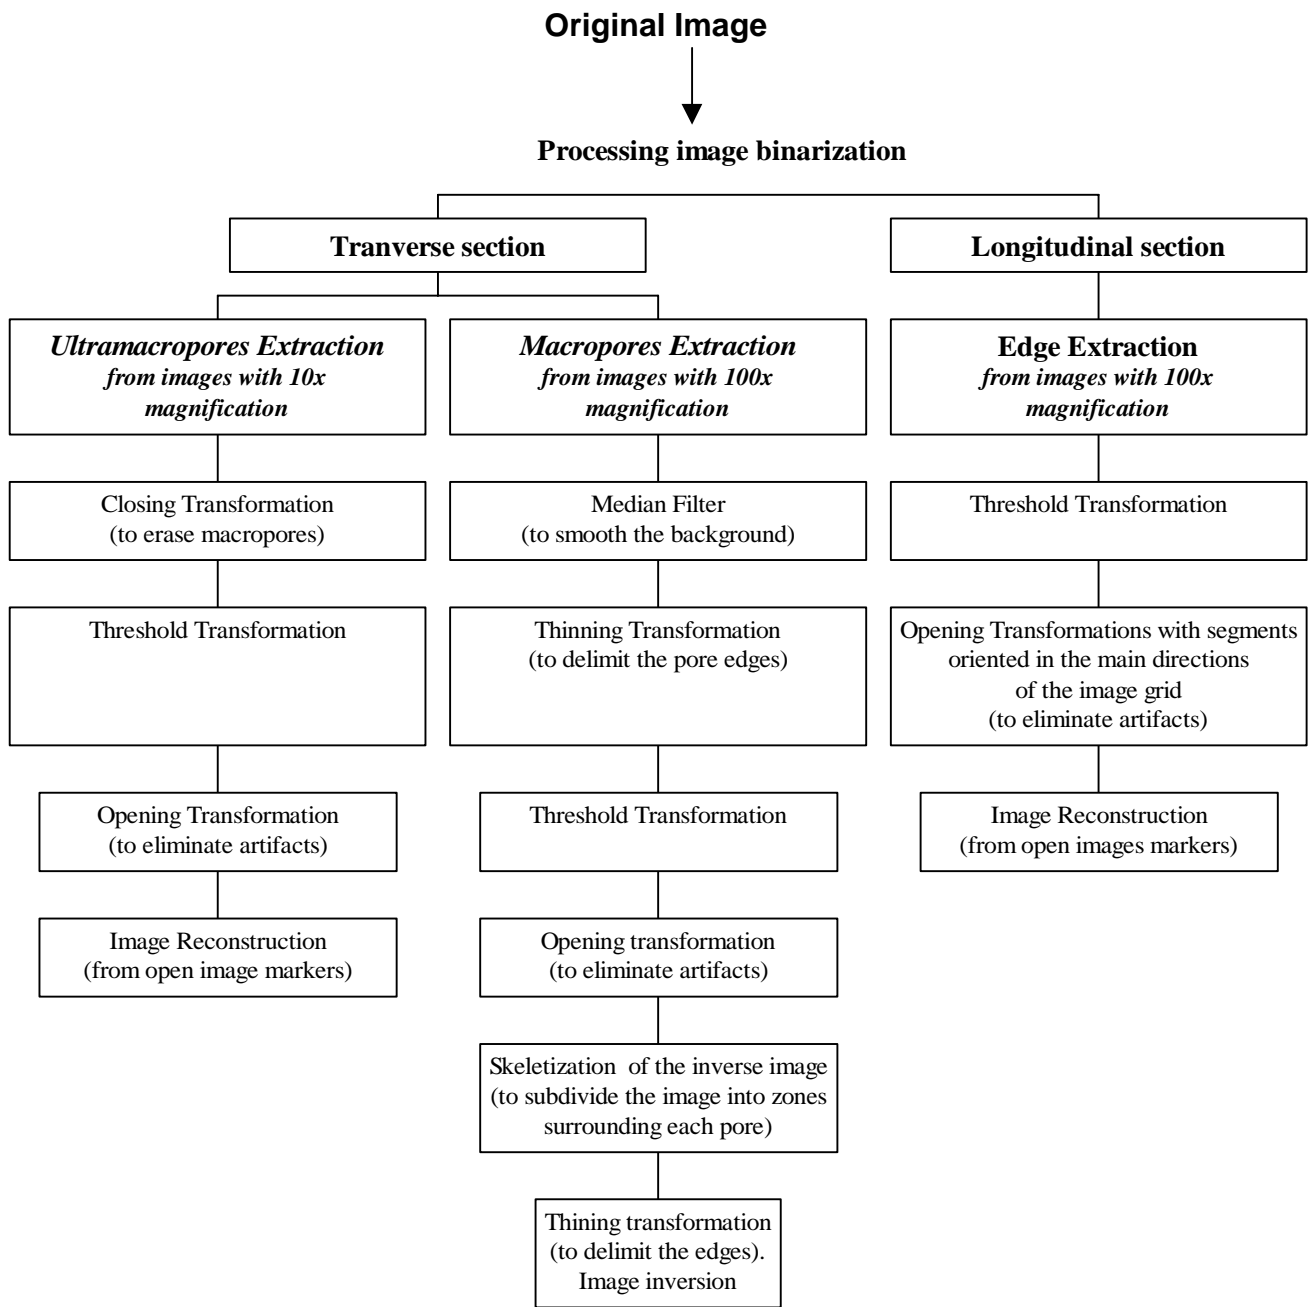 Original Image
Processing image binarization
Tranverse section
Longitudinal section
Ultramacropores Extraction
from images with 10x
magnification
Macropores Extraction
from images with 100x
magnification
Edge Extraction
from images with 100x
magnification
Closing Transformation
(to erase macropores)
Median Filter
(to smooth the background)
Threshold Transformation
Threshold Transformation
Thinning Transformation
(to delimit the pore edges)
Opening Transformations with segments
oriented in the main directions
of the image grid
(to eliminate artifacts)
Opening Transformation
(to eliminate artifacts)
Threshold Transformation
Image Reconstruction
(from open images markers)
Image Reconstruction
(from open image markers)
Opening transformation
(to eliminate artifacts)
Skeletization of the inverse image
(to subdivide the image into zones
surrounding each pore)
Thining transformation
(to delimit the edges).
Image inversion